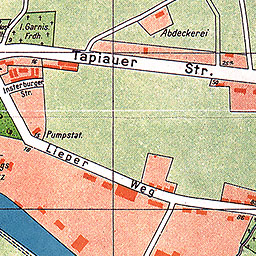 I. Garnis.
Frdh.
Abdeckerei
Tapiauer Str.
Insterburger
Str.
Pumpstat.
Lieper Weg